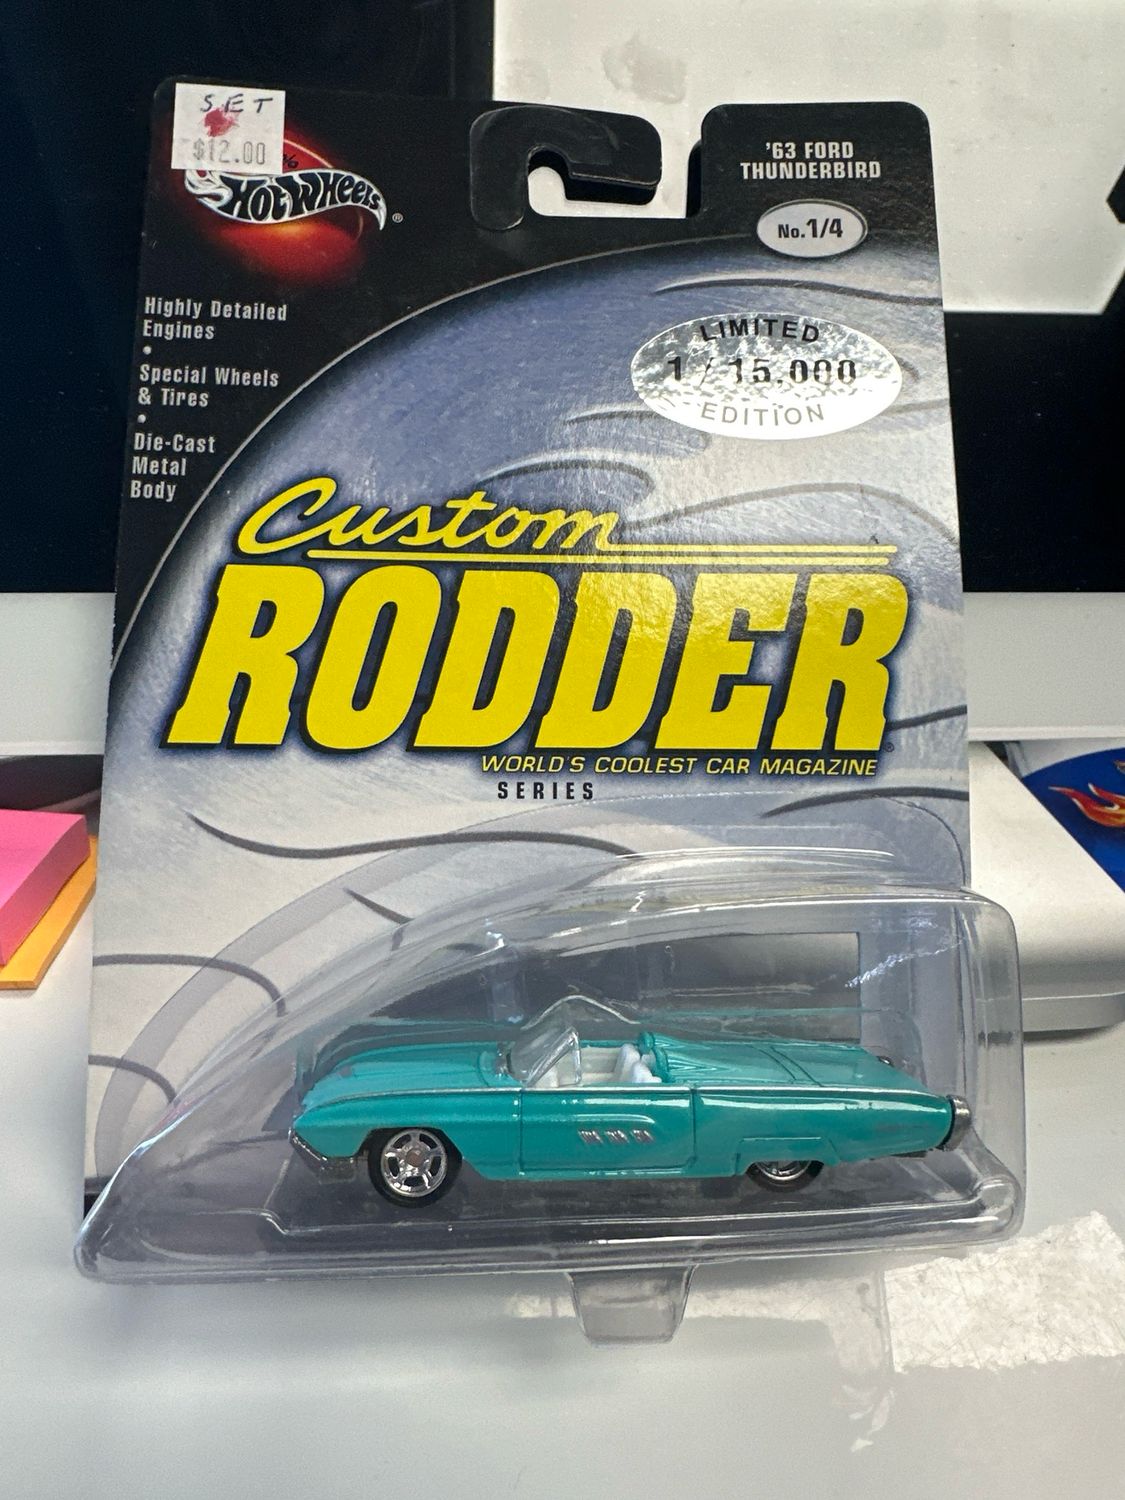 SET
$12.00
HOT WHEELS®
'63 FORD
THUNDERBIRD
No.1/4
Highly Detailed
Engines
•
Special Wheels
& Tires
•
Die-Cast
Metal
Body
LIMITED
1 / 15,000
EDITION
Custom
RODDER
WORLD'S COOLEST CAR MAGAZINE
SERIES